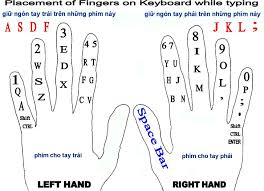 Placement of Fingers on Keyboard while typing
giữ ngón tay trái trên những phím này
giữ ngón tay phải trên những phím này
A S D F
J K L ;
1
Q
A
Shift
CTRL
2
W
S
Z
3
E
D
X
4 5
R T
F G
C V
B
6 7
Y U
H J
N M
8
I
K
9
O
L
0
P
;
Shift
CTRL
ENTER
Space Bar
phím cho tay trái
phím cho tay phải
LEFT HAND
RIGHT HAND